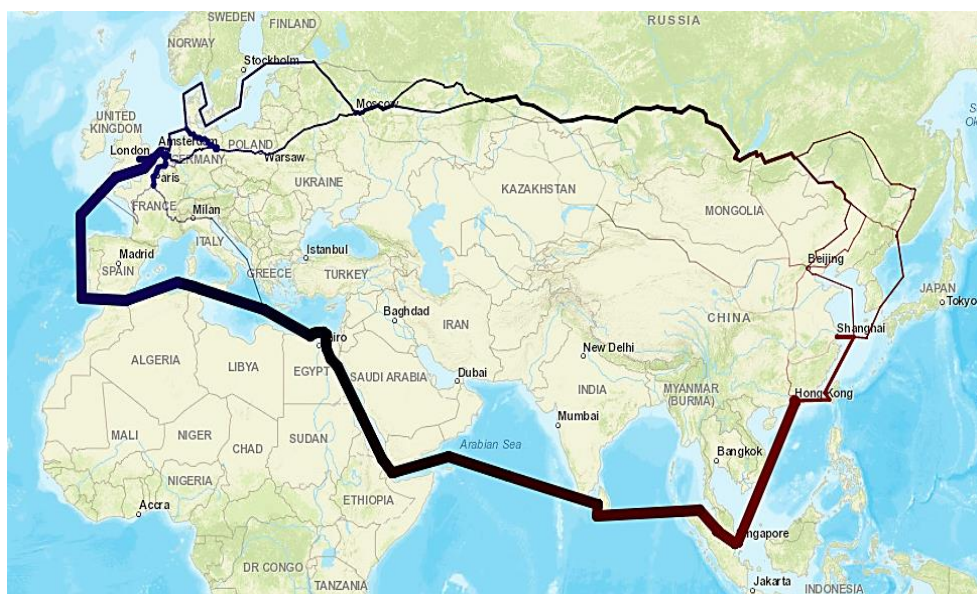 SWEDEN
FINLAND
NORWAY
RUSSIA
Stockholm
Moscow
UNITED
KINGDOM
London
Amsterdam
POLAND
GERMANY
Warsaw
Paris
UKRAINE
FRANCE
KAZAKHSTAN
MONGOLIA
Milan
ITALY
Madrid
SPAIN
Istanbul
GREECE
TURKEY
Beijing
JAPAN
Tokyo
CHINA
Shanghai
Baghdad
IRAN
ALGERIA
LIBYA
EGYPT
SAUDI ARABIA
Dubai
New Delhi
INDIA
MYANMAR
(BURMA)
Hong Kong
Mumbai
MALI
NIGER
CHAD
SUDAN
Arabian Sea
Bangkok
NIGERIA
ETHIOPIA
Accra
DR CONGO
TANZANIA
Jakarta
INDONESIA